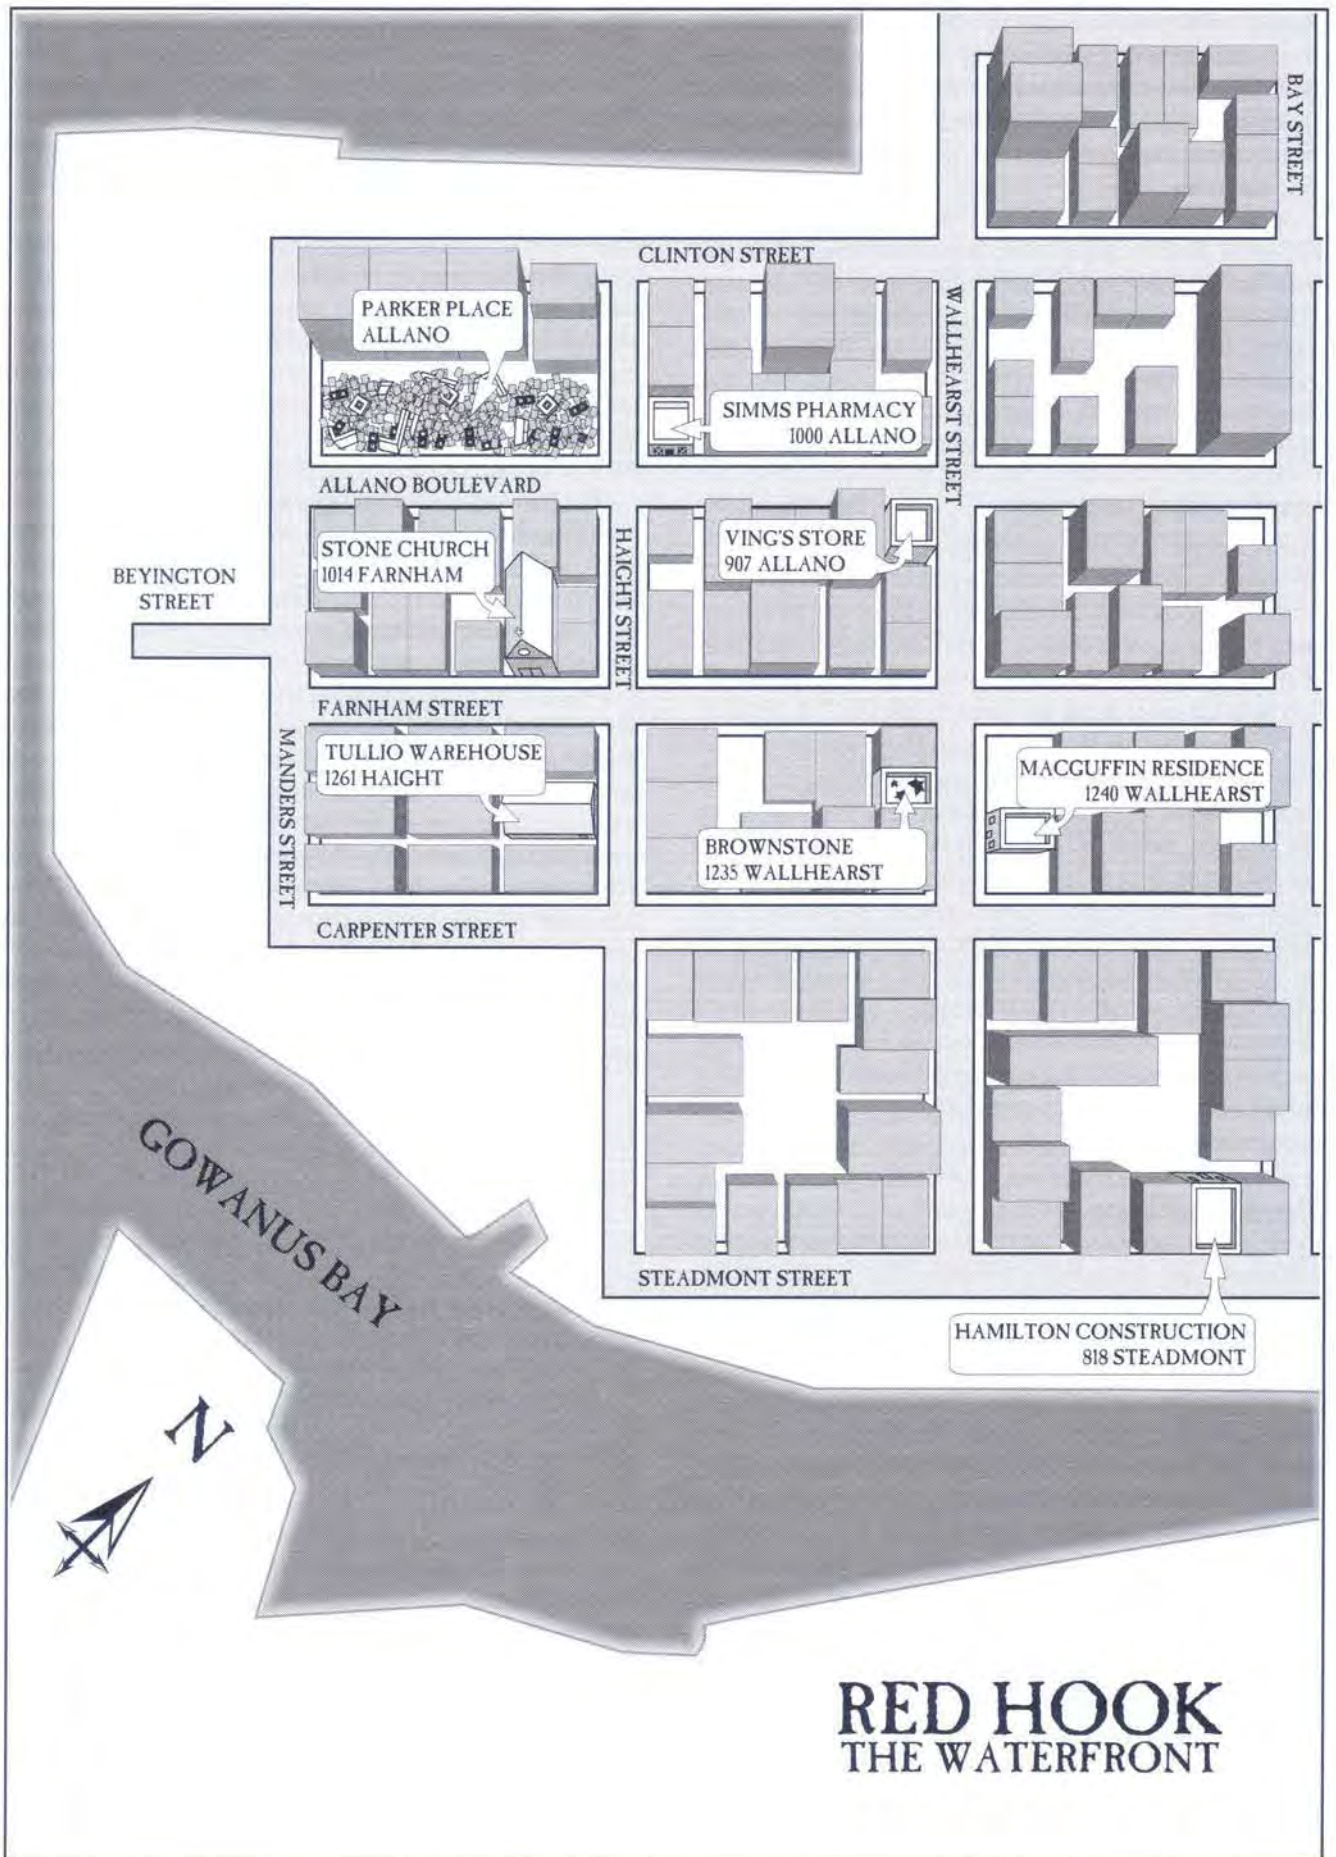 BAY STREET
CLINTON STREET
PARKER PLACE
ALLANO
WALLHEARST STREET
SIMMS PHARMACY
1000 ALLANO
ALLANO BOULEVARD
STONE CHURCH
1014 FARNHAM
HAIGHT STREET
VING'S STORE
907 ALLANO
BEYINGTON
STREET
FARNHAM STREET
MANDERS STREET
TULLIO WAREHOUSE
1261 HAIGHT
BROWNSTONE
1235 WALLHEARST
MACGUFFIN RESIDENCE
1240 WALLHEARST
CARPENTER STREET
GOWANUS BAY
STEADMONT STREET
HAMILTON CONSTRUCTION
818 STEADMONT
N
RED HOOK
THE WATERFRONT